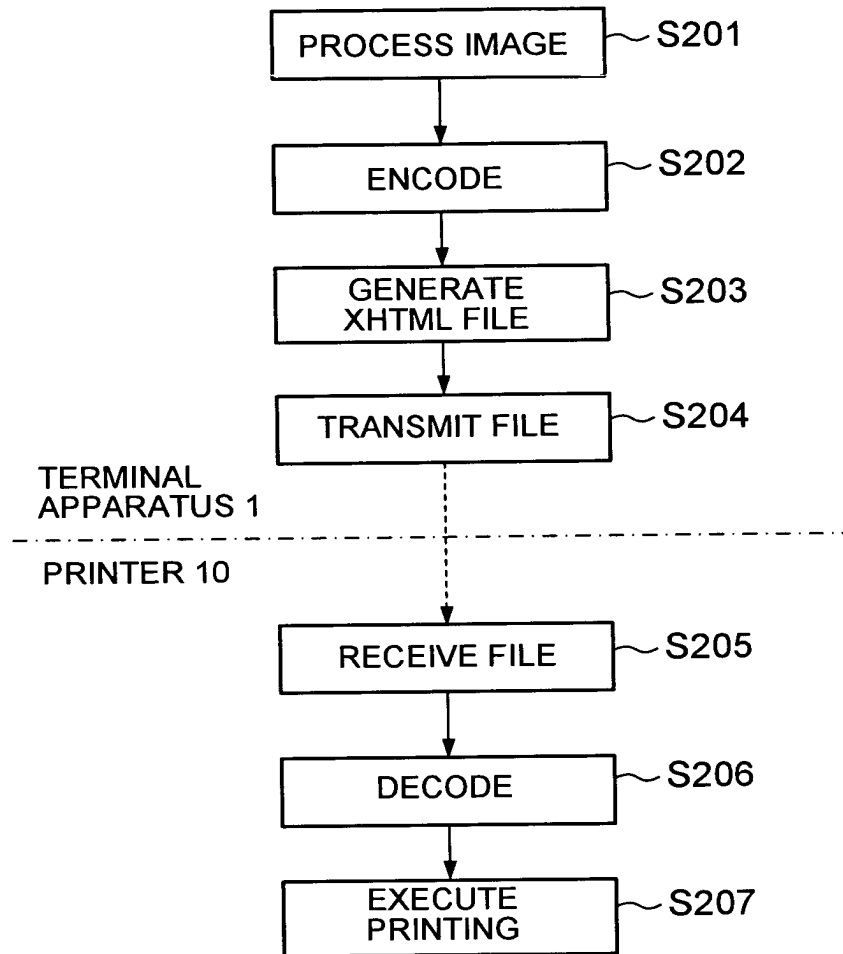 PROCESS IMAGE S201
ENCODE S202
GENERATE S203
XHTML FILE
TRANSMIT FILE S204
TERMINAL
APPARATUS 1
PRINTER 10
RECEIVE FILE S205
DECODE S206
EXECUTE S207
PRINTING